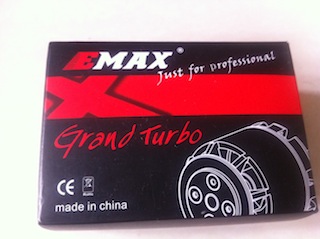 EMAX®
Just for professional
Grand Turbo
CE
made in china